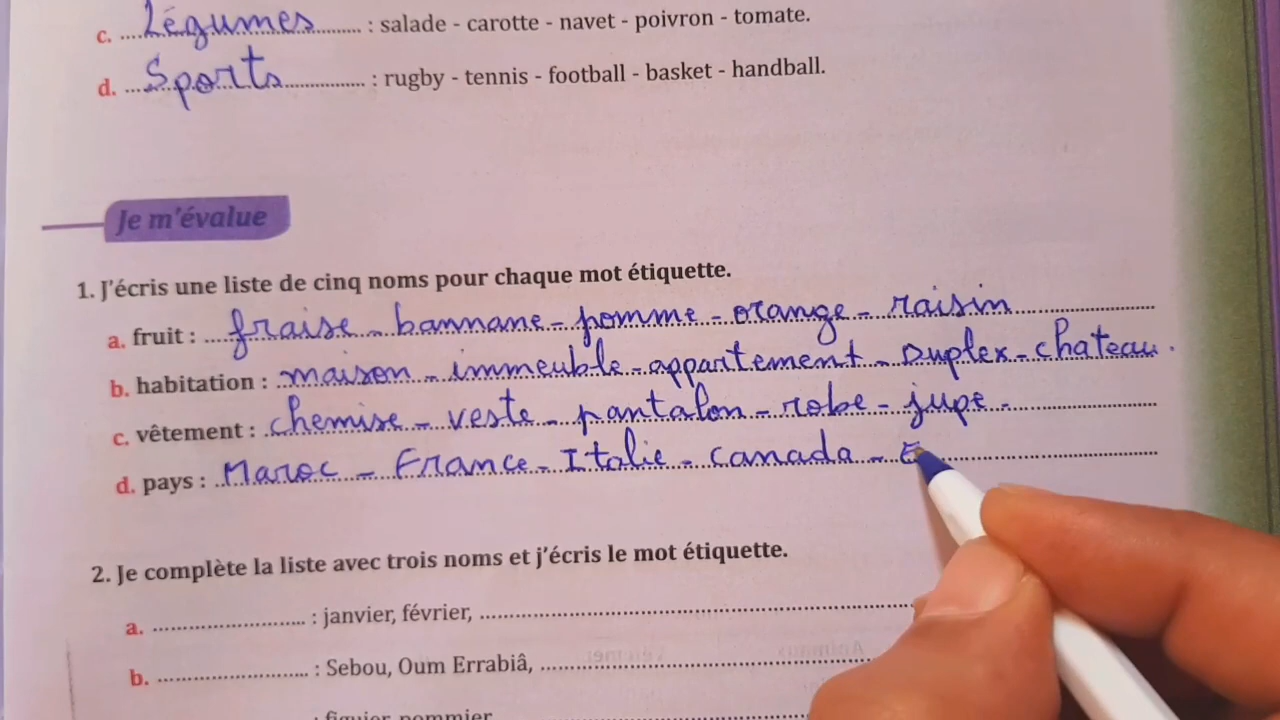 c. Légumes : salade - carotte - navet - poivron - tomate.
d. Sports : rugby - tennis - football - basket - handball.
Je m'évalue
1. J'écris une liste de cinq noms pour chaque mot étiquette.
a. fruit : fraise - bannane - pomme - orange - raisin
b. habitation : maison - immeuble - appartement - Duplex - chateau.
c. vêtement : chemise - veste - pantalon - robe - jupe -
d. pays : Maroc - France - Italie - Canada - E
2. Je complète la liste avec trois noms et j'écris le mot étiquette.
a. : janvier, février,
b. : Sebou, Oum Errabiâ,
: figuier, pommier